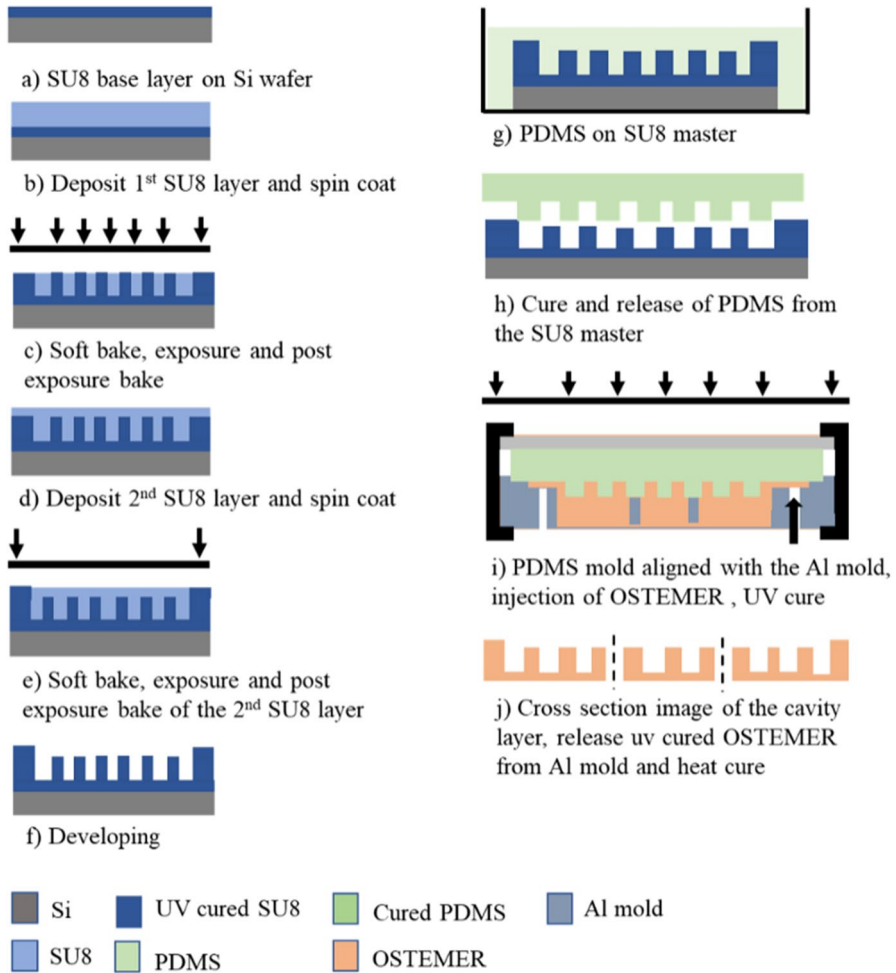 a) SU8 base layer on Si wafer
b) Deposit 1st SU8 layer and spin coat
c) Soft bake, exposure and post
exposure bake
d) Deposit 2nd SU8 layer and spin coat
e) Soft bake, exposure and post
exposure bake of the 2nd SU8 layer
f) Developing
g) PDMS on SU8 master
h) Cure and release of PDMS from
the SU8 master
i) PDMS mold aligned with the Al mold,
injection of OSTEMER , UV cure
j) Cross section image of the cavity
layer, release uv cured OSTEMER
from Al mold and heat cure
Si
UV cured SU8
Cured PDMS
Al mold
SU8
PDMS
OSTEMER